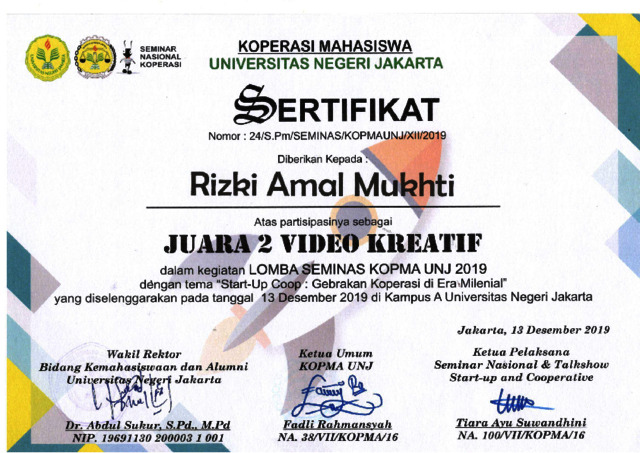 SEMINAR
NASIONAL
KOPERASI
KOPERASI MAHASISWA
UNIVERSITAS NEGERI JAKARTA
SERTIFIKAT
Nomor : 24/S.Pm/SEMINAS/KOPMAUNJ/XII/2019
Diberikan Kepada :
Rizki Amal Mukhti
Atas partisipasinya sebagai
JUARA 2 VIDEO KREATIF
dalam kegiatan LOMBA SEMINAS KOPMA UNJ 2019
dengan tema "Start-Up Coop : Gebrakan Koperasi di Era Milenial"
yang diselenggarakan pada tanggal 13 Desember 2019 di Kampus A Universitas Negeri Jakarta
Jakarta, 13 Desember 2019
Wakil Rektor
Bidang Kemahasiswaan dan Alumni
Universitas Negeri Jakarta
Dr. Abdul Sukur, S.Pd., M.Pd
NIP. 19691130 200003 1 001
Ketua Umum
KOPMA UNJ
Fadli Rahmansyah
NA. 38/VII/KOPMA/16
Ketua Pelaksana
Seminar Nasional & Talkshow
Start-up and Cooperative
Tiara Ayu Suwandhini
NA. 100/VII/KOPMA/16